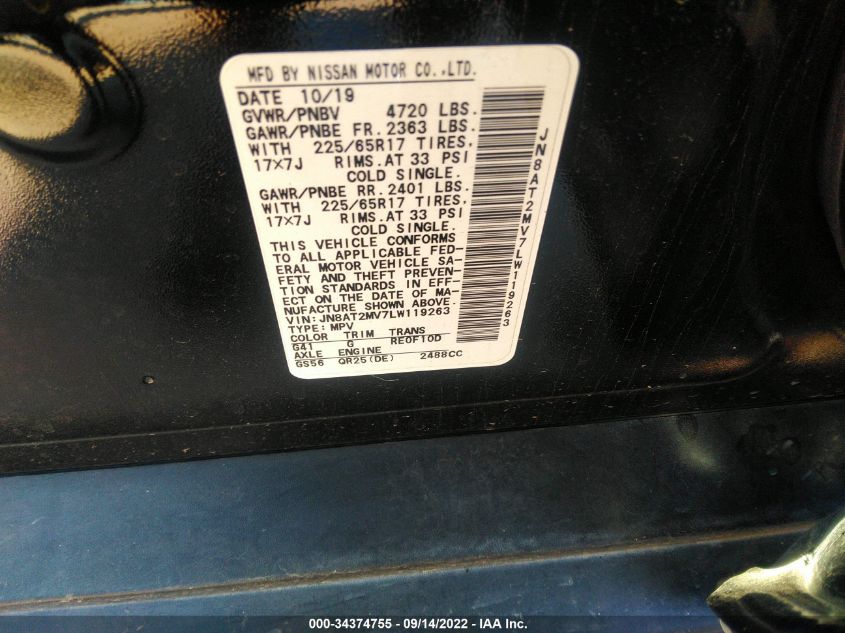 MFD BY NISSAN MOTOR CO.,LTD.
DATE 10/19
GVWR/PNBV 4720 LBS.
GAWR/PNBE FR. 2363 LBS.
WITH 225/65R17 TIRES,
17×7J RIMS.AT 33 PSI
COLD SINGLE.
GAWR/PNBE RR. 2401 LBS.
WITH 225/65R17 TIRES,
17×7J RIMS.AT 33 PSI
COLD SINGLE.
THIS VEHICLE CONFORMS
TO ALL APPLICABLE FED-
ERAL MOTOR VEHICLE SA-
FETY AND THEFT PREVEN-
TION STANDARDS IN EFF-
ECT ON THE DATE OF MA-
NUFACTURE SHOWN ABOVE.
VIN:JN8AT2MV7LW119263
TYPE:MPV
COLOR TRIM TRANS
G41 G RE0F10D
AXLE ENGINE
GS56 QR25(DE) 2488CC
JN8AT2MV7LW119263
000-34374755 - 09/14/2022 - IAA Inc.